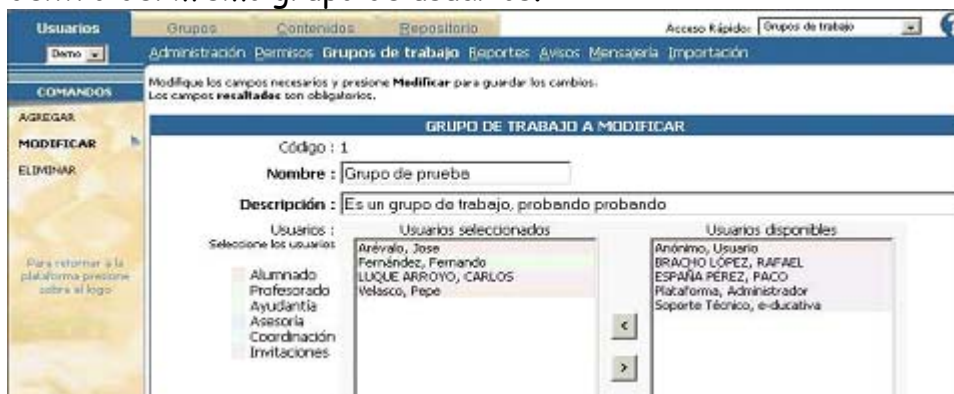 Usuarios Grupos Contenidos Repositorio Acceso Rápido: Grupos de trabajo
Demo Administración Permisos Grupos de trabajo Reportes Avisos Mensajería Importación
COMANDOS
AGREGAR
MODIFICAR
ELIMINAR
Para retornar a la
plataforma presione
sobre el logo
Modifique los campos necesarios y presione Modificar para guardar los cambios.
Los campos resaltados son obligatorios.
GRUPO DE TRABAJO A MODIFICAR
Código : 1
Nombre : Grupo de prueba
Descripción : Es un grupo de trabajo, probando probando
Usuarios :
Seleccione los usuarios
Alumnado
Profesorado
Ayudantía
Asesoría
Coordinación
Invitaciones
Usuarios seleccionados
Arévalo, Jose
Fernández, Fernando
LUQUE ARROYO, CARLOS
Velasco, Pepe
<
>
Usuarios disponibles
Anónimo, Usuario
BRACHO LÓPEZ, RAFAEL
ESPAÑA PÉREZ, PACO
Plataforma, Administrador
Soporte Técnico, e-ducativa